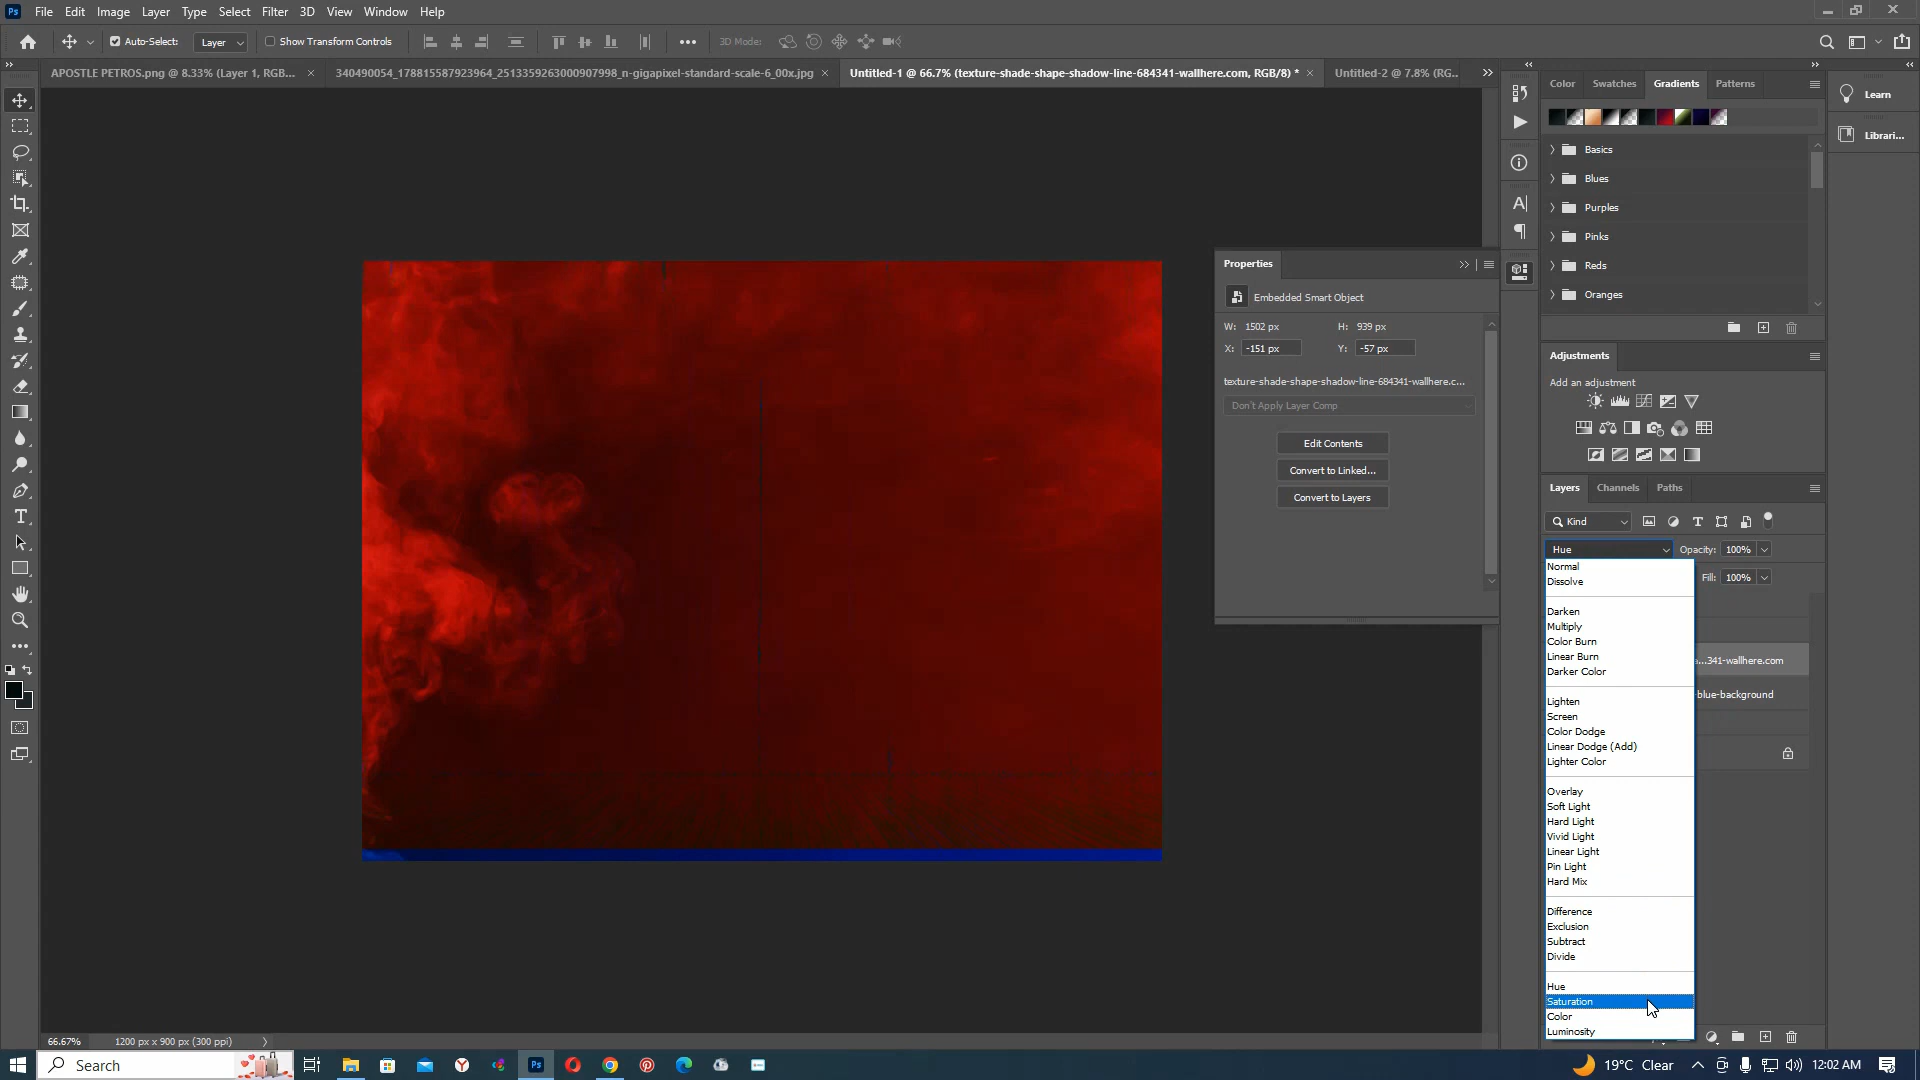 Ps File Edit Image Layer Type Select Filter 3D View Window Help
Auto-Select: Layer Show Transform Controls 3D Mode:
APOSTLE PETROS.png @ 8.33% (Layer 1, RGB... × 340490054_178815587923964_2513359263000907998_n-gigapixel-standard-scale-6_00x.jpg × Untitled-1 @ 66.7% (texture-shade-shape-shadow-line-684341-wallhere.com, RGB/8) * × Untitled-2 @ 7.8% (RG...
Color Swatches Gradients Patterns
Learn
Librari...
Basics
Blues
Purples
Pinks
Reds
Oranges
Properties
Embedded Smart Object
W: 1502 px H: 939 px
X: -151 px Y: -57 px
texture-shade-shape-shadow-line-684341-wallhere.c...
Don't Apply Layer Comp
Edit Contents
Convert to Linked...
Convert to Layers
Adjustments
Add an adjustment
Layers Channels Paths
Kind
Hue Opacity: 100%
Fill: 100%
Normal
Dissolve
Darken
Multiply
Color Burn
Linear Burn
Darker Color
Lighten
Screen
Color Dodge
Linear Dodge (Add)
Lighter Color
Overlay
Soft Light
Hard Light
Vivid Light
Linear Light
Pin Light
Hard Mix
Difference
Exclusion
Subtract
Divide
Hue
Saturation
Color
Luminosity
a...341-wallhere.com
blue-background
66.67% 1200 px x 900 px (300 ppi)
Search
19°C Clear 12:02 AM